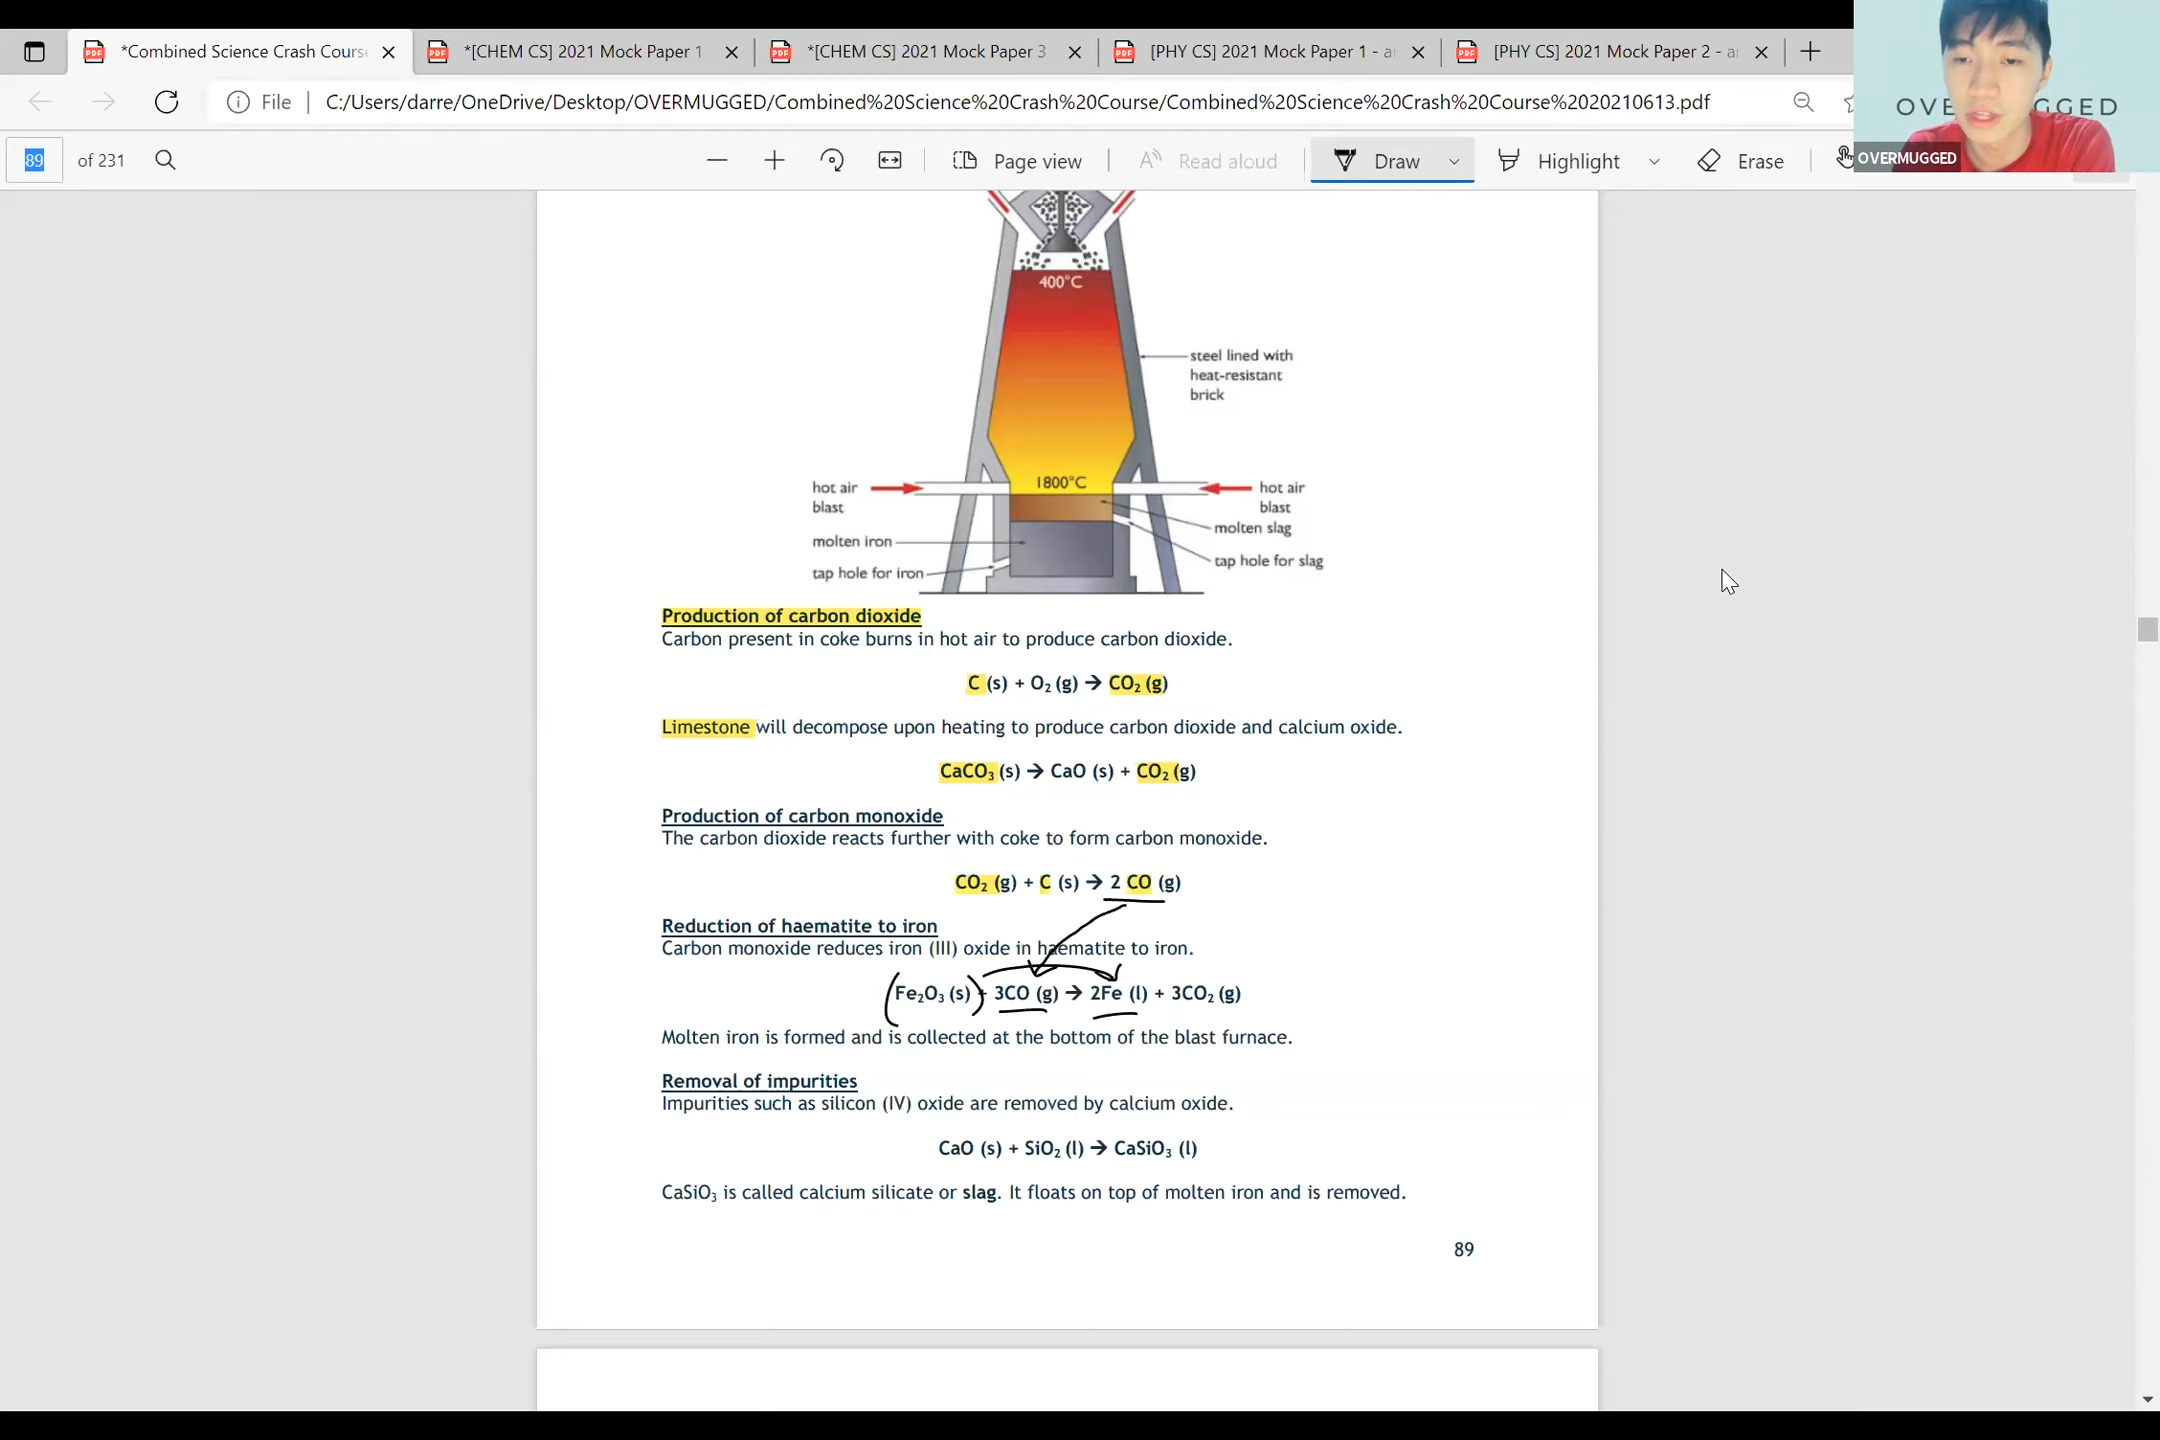 *Combined Science Crash Cours
*[CHEM CS] 2021 Mock Paper 1
*[CHEM CS] 2021 Mock Paper 3
[PHY CS] 2021 Mock Paper 1 - a
[PHY CS] 2021 Mock Paper 2 - a
File
C:/Users/darre/OneDrive/Desktop/OVERMUGGED/Combined%20Science%20Crash%20Course/Combined%20Science%20Crash%20Course%2020210613.pdf
OVE GGED
OVERMUGGED
89 of 231
Page view
Read aloud
Draw
Highlight
Erase
400°C
steel lined with
heat-resistant
brick
1800°C
hot air
blast
hot air
blast
molten slag
molten iron
tap hole for slag
tap hole for iron
Production of carbon dioxide
Carbon present in coke burns in hot air to produce carbon dioxide.
C (s) + O₂ (g) → CO₂ (g)
Limestone will decompose upon heating to produce carbon dioxide and calcium oxide.
CaCO₃ (s) → CaO (s) + CO₂ (g)
Production of carbon monoxide
The carbon dioxide reacts further with coke to form carbon monoxide.
CO₂ (g) + C (s) → 2 CO (g)
Reduction of haematite to iron
Carbon monoxide reduces iron (III) oxide in haematite to iron.
Fe₂O₃ (s) + 3CO (g) → 2Fe (l) + 3CO₂ (g)
Molten iron is formed and is collected at the bottom of the blast furnace.
Removal of impurities
Impurities such as silicon (IV) oxide are removed by calcium oxide.
CaO (s) + SiO₂ (l) → CaSiO₃ (l)
CaSiO₃ is called calcium silicate or slag. It floats on top of molten iron and is removed.
89